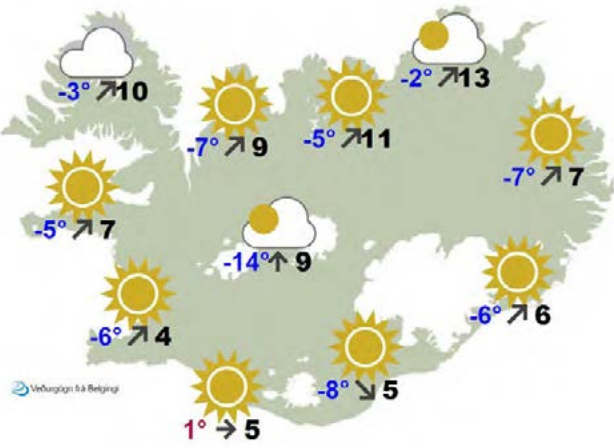 -3° ↗10
-2° ↗13
-7° ↗ 9
-5° ↗11
-7° ↗ 7
-5° ↗ 7
-14° ↑ 9
-6° ↗ 4
-6° ↗ 6
-8° ↘ 5
Veðurgögn frá Belgingi
1° → 5